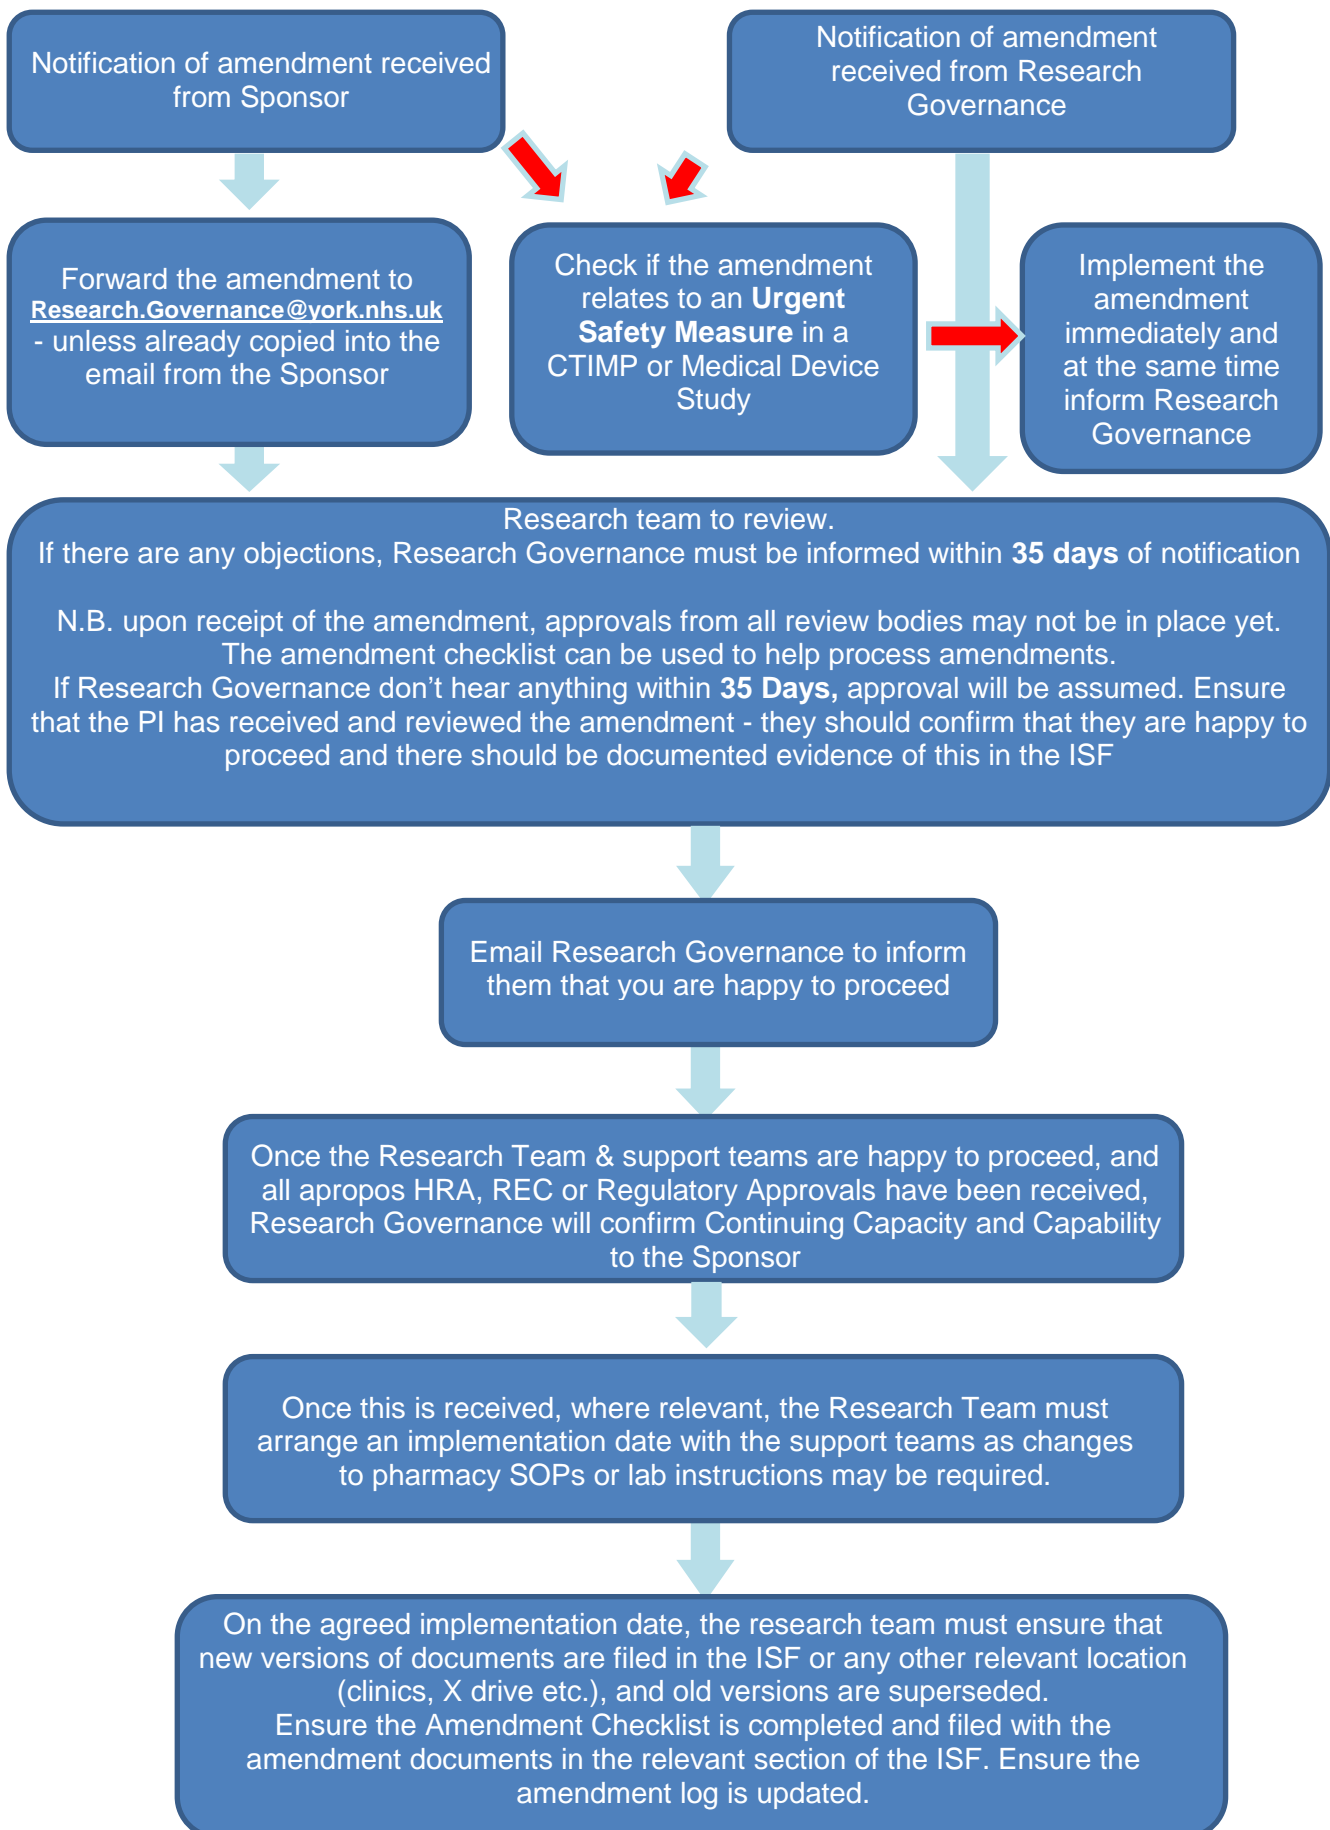 Notification of amendment received
from Sponsor
Notification of amendment
received from Research
Governance
Forward the amendment to
Research.Governance@york.nhs.uk
- unless already copied into the
email from the Sponsor
Check if the amendment
relates to an Urgent
Safety Measure in a
CTIMP or Medical Device
Study
Implement the
amendment
immediately and
at the same time
inform Research
Governance
Research team to review.
If there are any objections, Research Governance must be informed within 35 days of notification
N.B. upon receipt of the amendment, approvals from all review bodies may not be in place yet.
The amendment checklist can be used to help process amendments.
If Research Governance don't hear anything within 35 Days, approval will be assumed. Ensure
that the PI has received and reviewed the amendment - they should confirm that they are happy to
proceed and there should be documented evidence of this in the ISF
Email Research Governance to inform
them that you are happy to proceed
Once the Research Team & support teams are happy to proceed, and
all apropos HRA, REC or Regulatory Approvals have been received,
Research Governance will confirm Continuing Capacity and Capability
to the Sponsor
Once this is received, where relevant, the Research Team must
arrange an implementation date with the support teams as changes
to pharmacy SOPs or lab instructions may be required.
On the agreed implementation date, the research team must ensure that
new versions of documents are filed in the ISF or any other relevant location
(clinics, X drive etc.), and old versions are superseded.
Ensure the Amendment Checklist is completed and filed with the
amendment documents in the relevant section of the ISF. Ensure the
amendment log is updated.